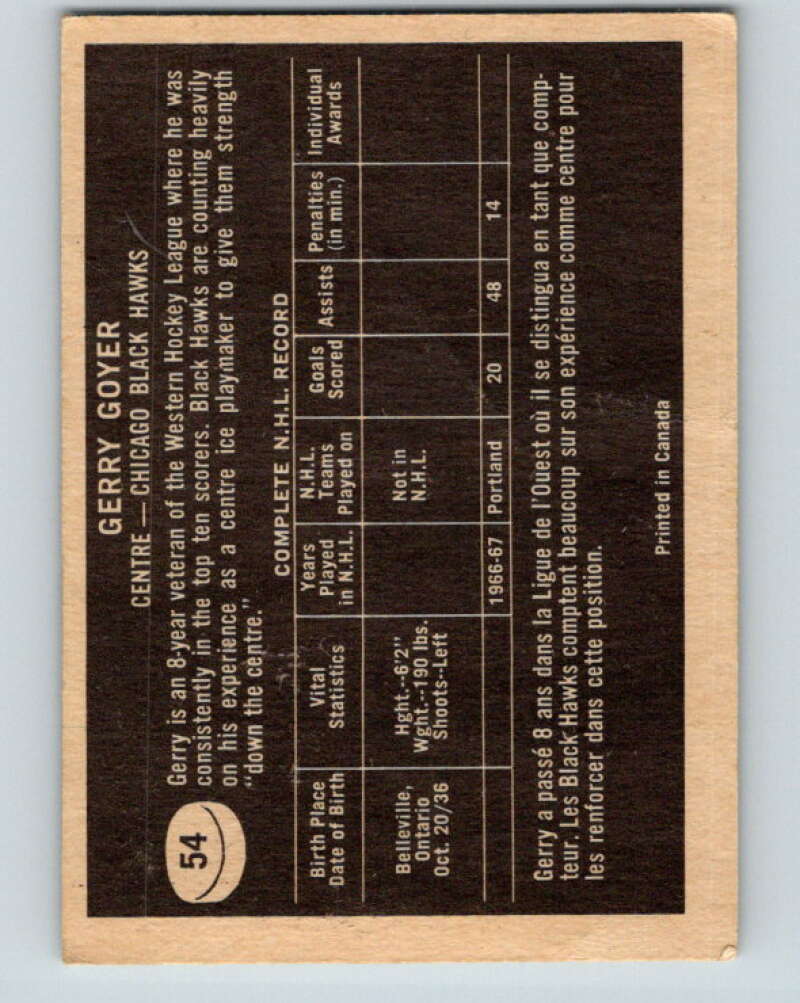 54
GERRY GOYER
CENTRE — CHICAGO BLACK HAWKS
Gerry is an 8-year veteran of the Western Hockey League where he was
consistently in the top ten scorers. Black Hawks are counting heavily
on his experience as a centre ice playmaker to give them strength
"down the centre."
COMPLETE N.H.L. RECORD
Birth Place
Date of Birth
Vital
Statistics
Years
Played
in N.H.L.
N.H.L.
Teams
Played on
Goals
Scored
Assists
Penalties
(in min.)
Individual
Awards
Belleville,
Ontario
Oct. 20/36
Hght.--6'2"
Wght.--190 lbs.
Shoots--Left
Not in
N.H.L.
1966-67 Portland 20 48 14
Gerry a passé 8 ans dans la Ligue de l'Ouest où il se distingua en tant que comp-
teur. Les Black Hawks comptent beaucoup sur son expérience comme centre pour
les renforcer dans cette position.
Printed in Canada